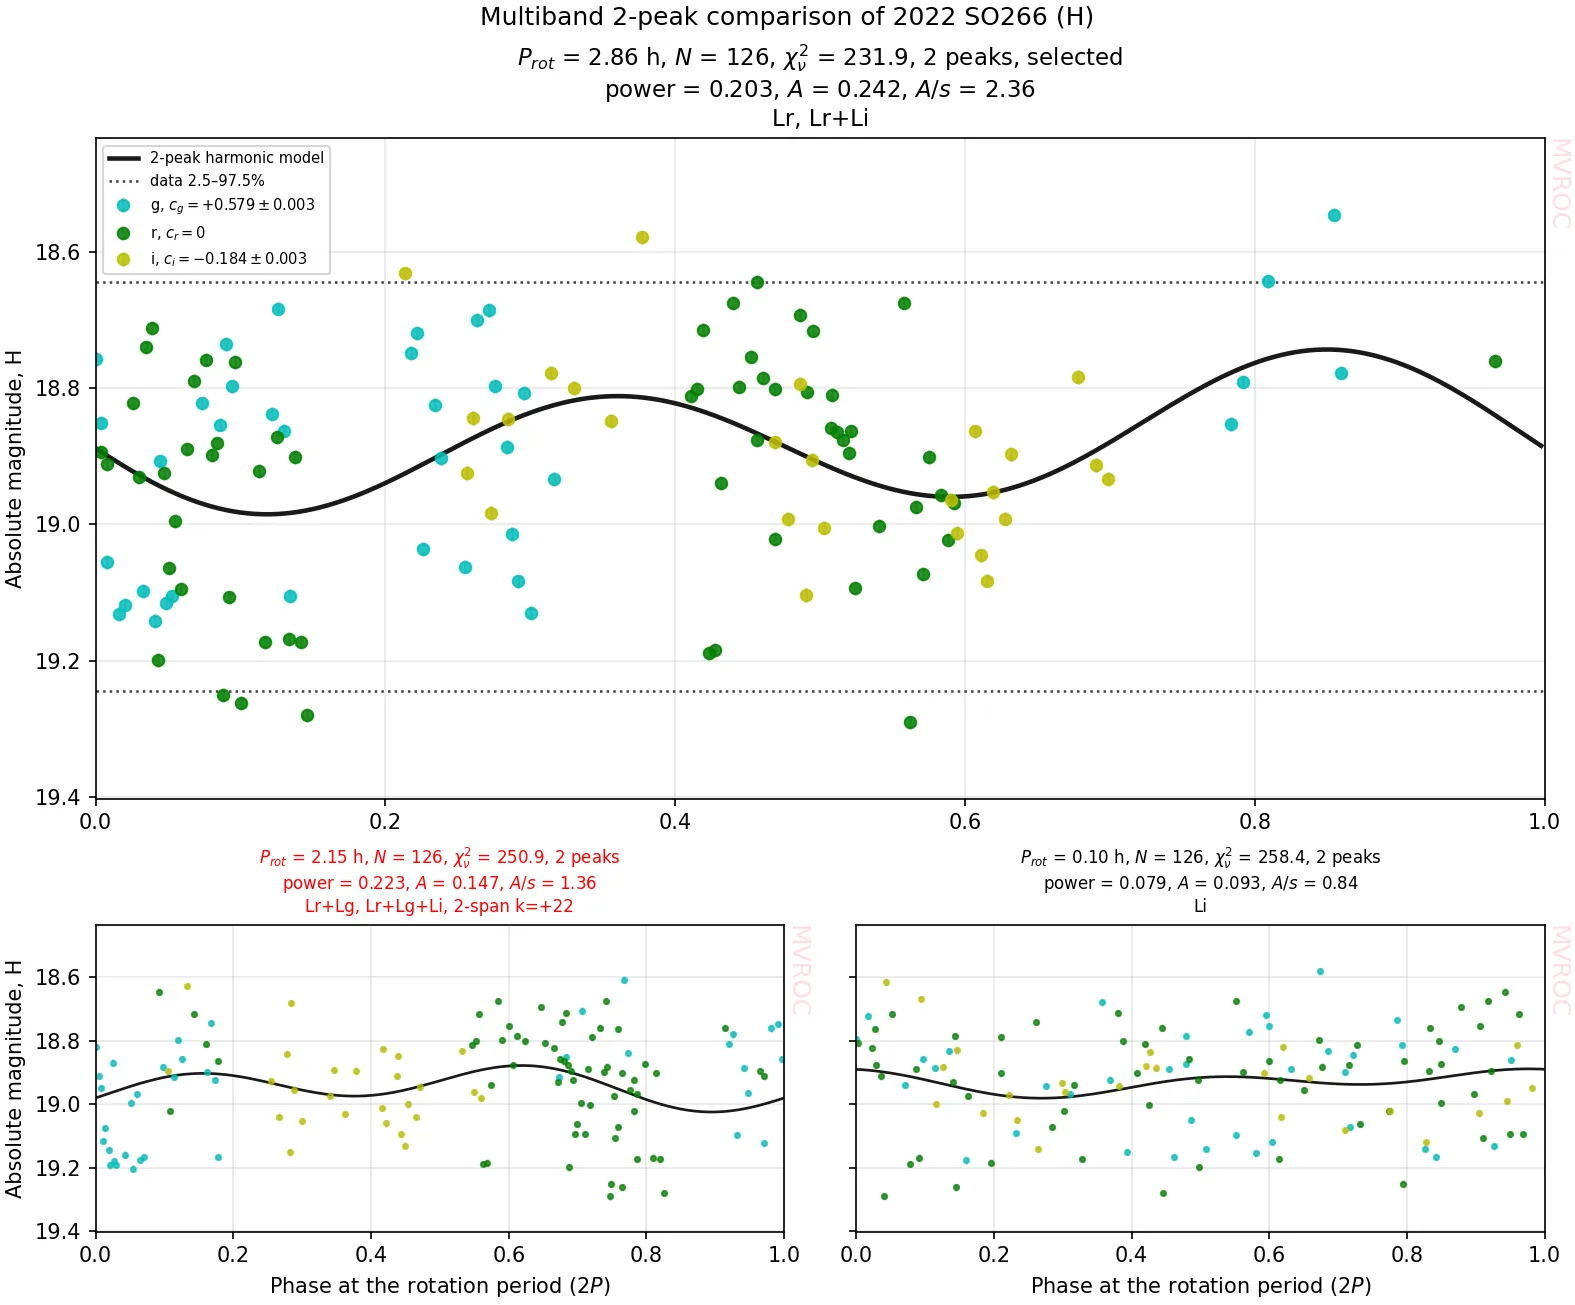 Multiband 2-peak comparison of 2022 SO266 (H)
P_rot = 2.86 h, N = 126, χ²_ν = 231.9, 2 peaks, selected
power = 0.203, A = 0.242, A/s = 2.36
Lr, Lr+Li
2-peak harmonic model
data 2.5–97.5%
g, c_g = +0.579 ± 0.003
r, c_r = 0
i, c_i = −0.184 ± 0.003
MVROC
Absolute magnitude, H
18.6
18.8
19.0
19.2
19.4
0.0 0.2 0.4 0.6 0.8 1.0
P_rot = 2.15 h, N = 126, χ²_ν = 250.9, 2 peaks
power = 0.223, A = 0.147, A/s = 1.36
Lr+Lg, Lr+Lg+Li, 2-span k=+22
MVROC
Absolute magnitude, H
18.6
18.8
19.0
19.2
19.4
0.0 0.2 0.4 0.6 0.8 1.0
Phase at the rotation period (2P)
P_rot = 0.10 h, N = 126, χ²_ν = 258.4, 2 peaks
power = 0.079, A = 0.093, A/s = 0.84
Li
MVROC
0.0 0.2 0.4 0.6 0.8 1.0
Phase at the rotation period (2P)